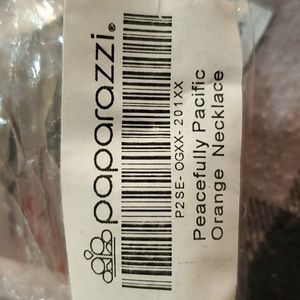 paparazzi®
P2SE-OGXX-201XX
Peacefully Pacific
Orange Necklace